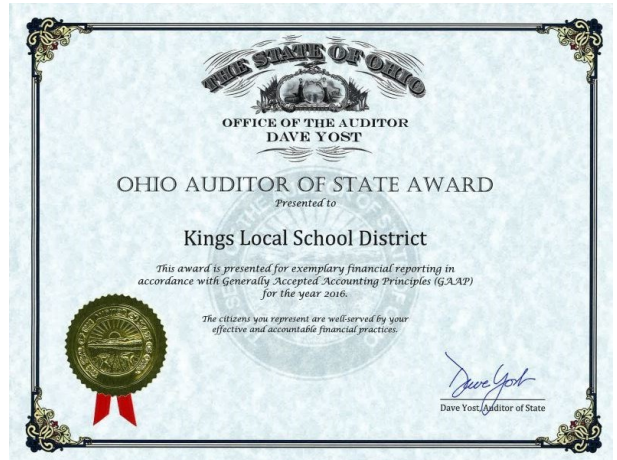 THE STATE OF OHIO
OFFICE OF THE AUDITOR
DAVE YOST
OHIO AUDITOR OF STATE AWARD
Presented to
Kings Local School District
This award is presented for exemplary financial reporting in
accordance with Generally Accepted Accounting Principles (GAAP)
for the year 2016.
The citizens you represent are well-served by your
effective and accountable financial practices.
Dave Yost
Dave Yost, Auditor of State